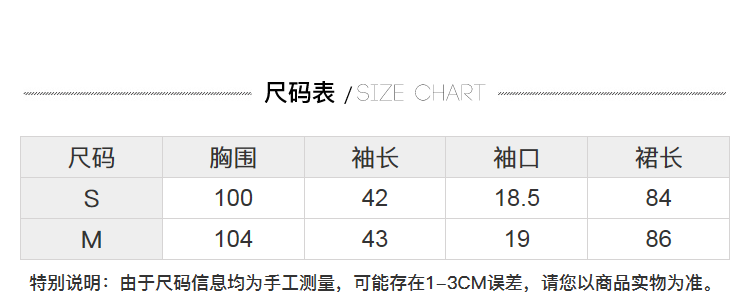 尺码表 /SIZE CHART
尺码 胸围 袖长 袖口 裙长
S 100 42 18.5 84
M 104 43 19 86
特别说明：由于尺码信息均为手工测量，可能存在1-3CM误差，请您以商品实物为准。